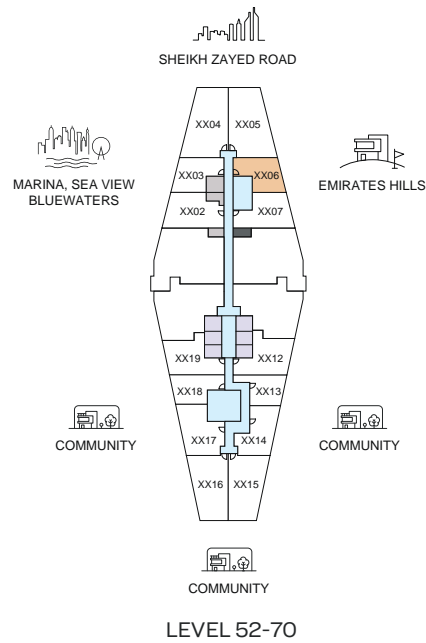 SHEIKH ZAYED ROAD
XX04 XX05
MARINA, SEA VIEW
BLUEWATERS
XX03 XX06
EMIRATES HILLS
XX02 XX07
XX19 XX12
XX18 XX13
COMMUNITY
COMMUNITY
XX17 XX14
XX16 XX15
COMMUNITY
LEVEL 52-70